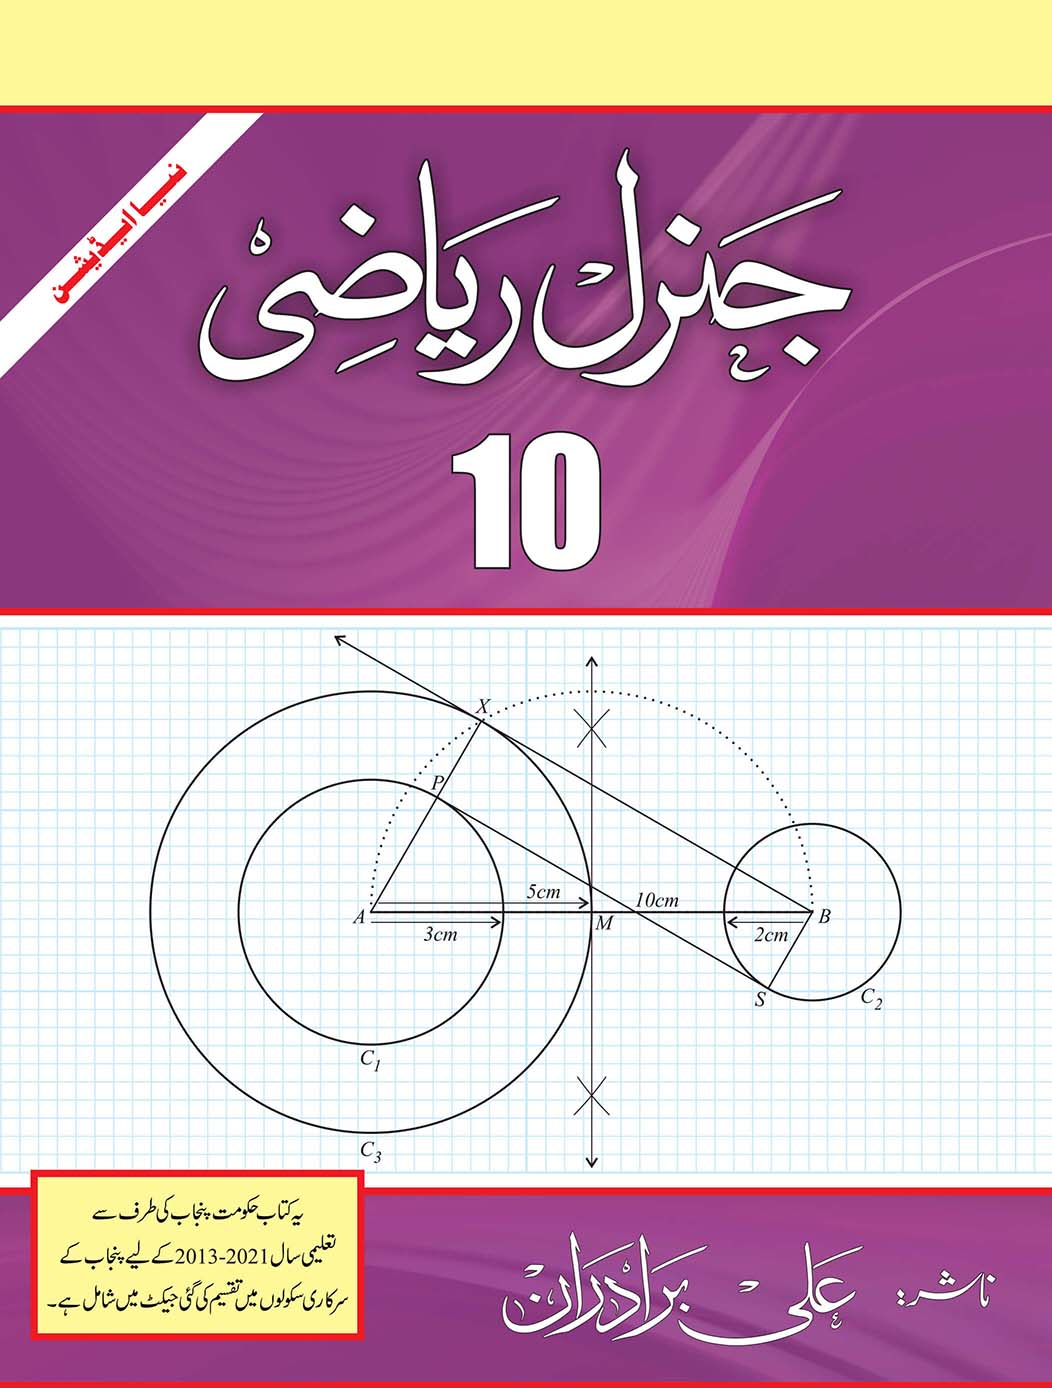 نیا ایڈیشن
جنرل ریاضی
10
X
P
5cm
10cm
A
M
B
3cm
2cm
S
C2
C1
C3
یہ کتاب حکومت پنجاب کی طرف سے
تعلیمی سال 2021-2013 کے لیے پنجاب کے
سرکاری سکولوں میں تقسیم کی گئی جیکٹ میں شامل ہے۔
ناشر: علی برادران